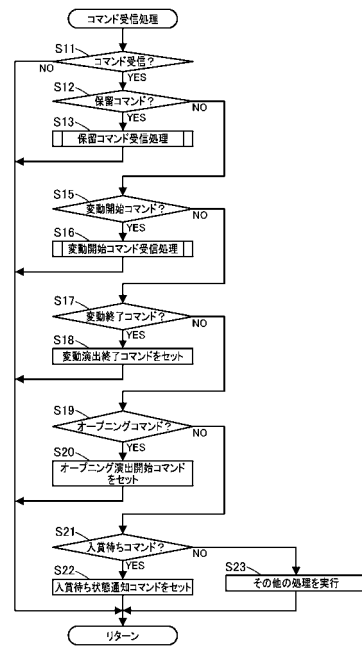 コマンド受信処理
S11
コマンド受信？
NO
YES
S12
保留コマンド？
NO
YES
S13
保留コマンド受信処理
S15
変動開始コマンド？
NO
YES
S16
変動開始コマンド受信処理
S17
変動終了コマンド？
NO
YES
S18
変動演出終了コマンドをセット
S19
オープニングコマンド？
NO
YES
S20
オープニング演出開始コマンド
をセット
S21
入賞待ちコマンド？
NO
YES
S22
入賞待ち状態通知コマンドをセット
S23
その他の処理を実行
リターン